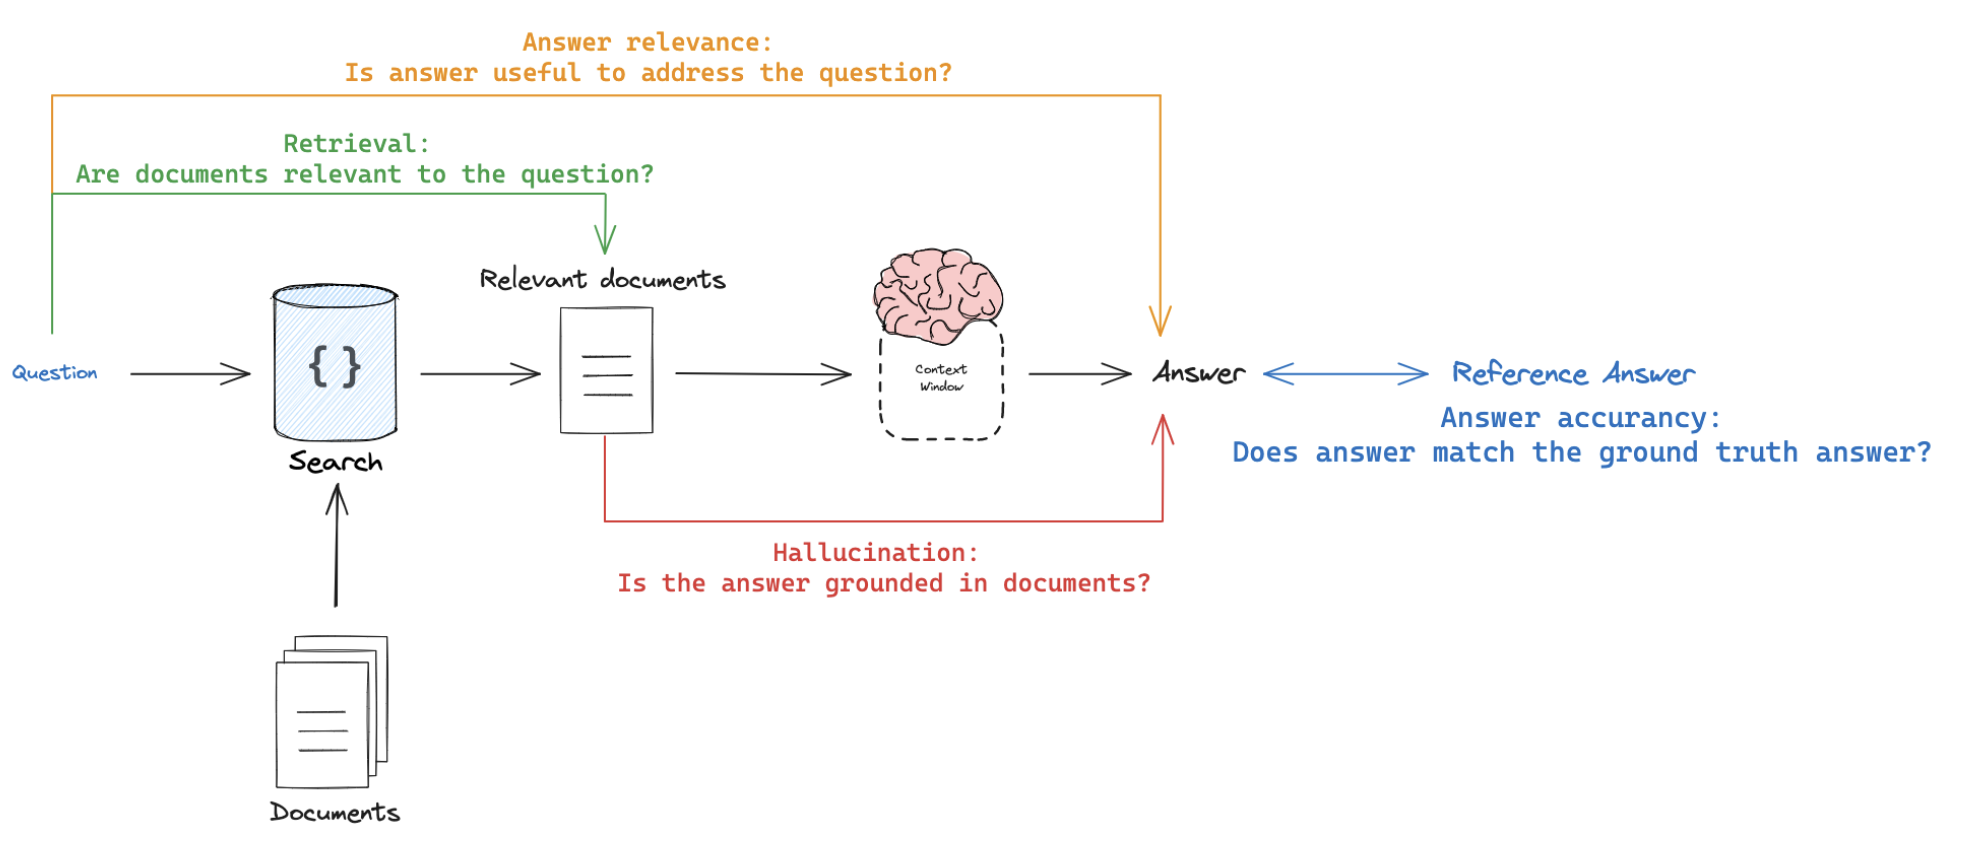 Answer relevance:
Is answer useful to address the question?
Retrieval:
Are documents relevant to the question?
Relevant documents
Question
{}
Context
Window
Answer
Reference Answer
Answer accurancy:
Does answer match the ground truth answer?
Search
Hallucination:
Is the answer grounded in documents?
Documents